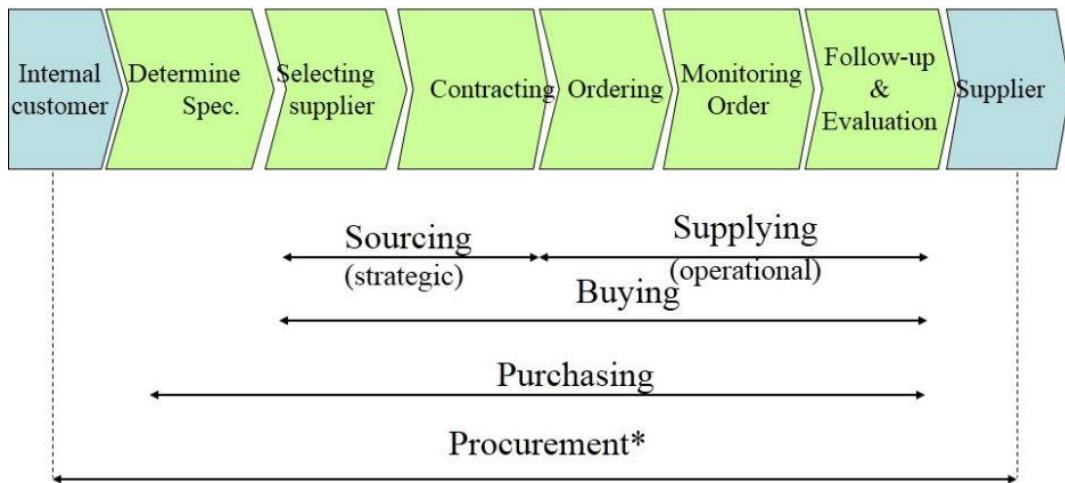 Internal
customer
Determine
Spec.
Selecting
supplier
Contracting
Ordering
Monitoring
Order
Follow-up
&
Evaluation
Supplier
Sourcing
(strategic)
Supplying
(operational)
Buying
Purchasing
Procurement*